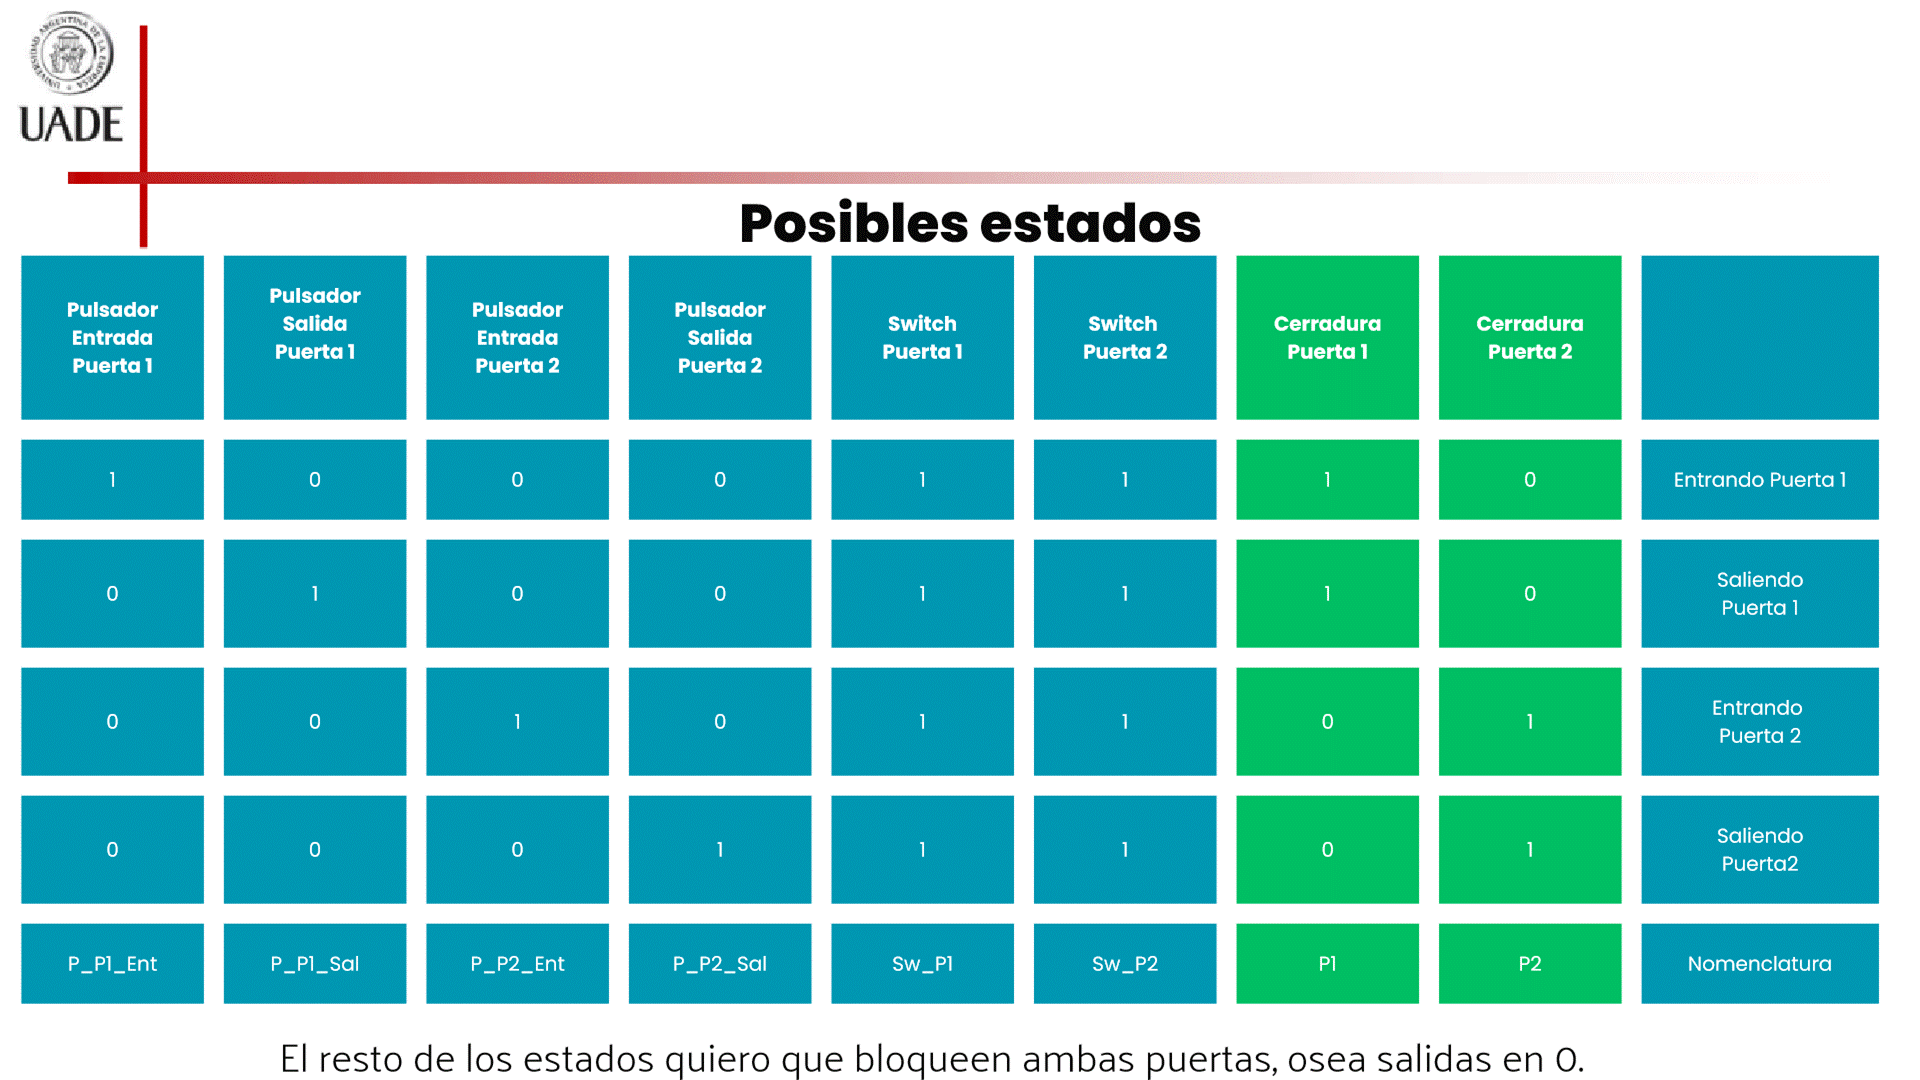 UNIVERSIDAD ARGENTINA DE LA EMPRESA
UADE
Posibles estados
Pulsador
Entrada
Puerta 1
Pulsador
Salida
Puerta 1
Pulsador
Entrada
Puerta 2
Pulsador
Salida
Puerta 2
Switch
Puerta 1
Switch
Puerta 2
Cerradura
Puerta 1
Cerradura
Puerta 2
1 0 0 0 1 1 1 0 Entrando Puerta 1
0 1 0 0 1 1 1 0 Saliendo
Puerta 1
0 0 1 0 1 1 0 1 Entrando
Puerta 2
0 0 0 1 1 1 0 1 Saliendo
Puerta2
P_P1_Ent P_P1_Sal P_P2_Ent P_P2_Sal Sw_P1 Sw_P2 P1 P2 Nomenclatura
El resto de los estados quiero que bloqueen ambas puertas, osea salidas en 0.